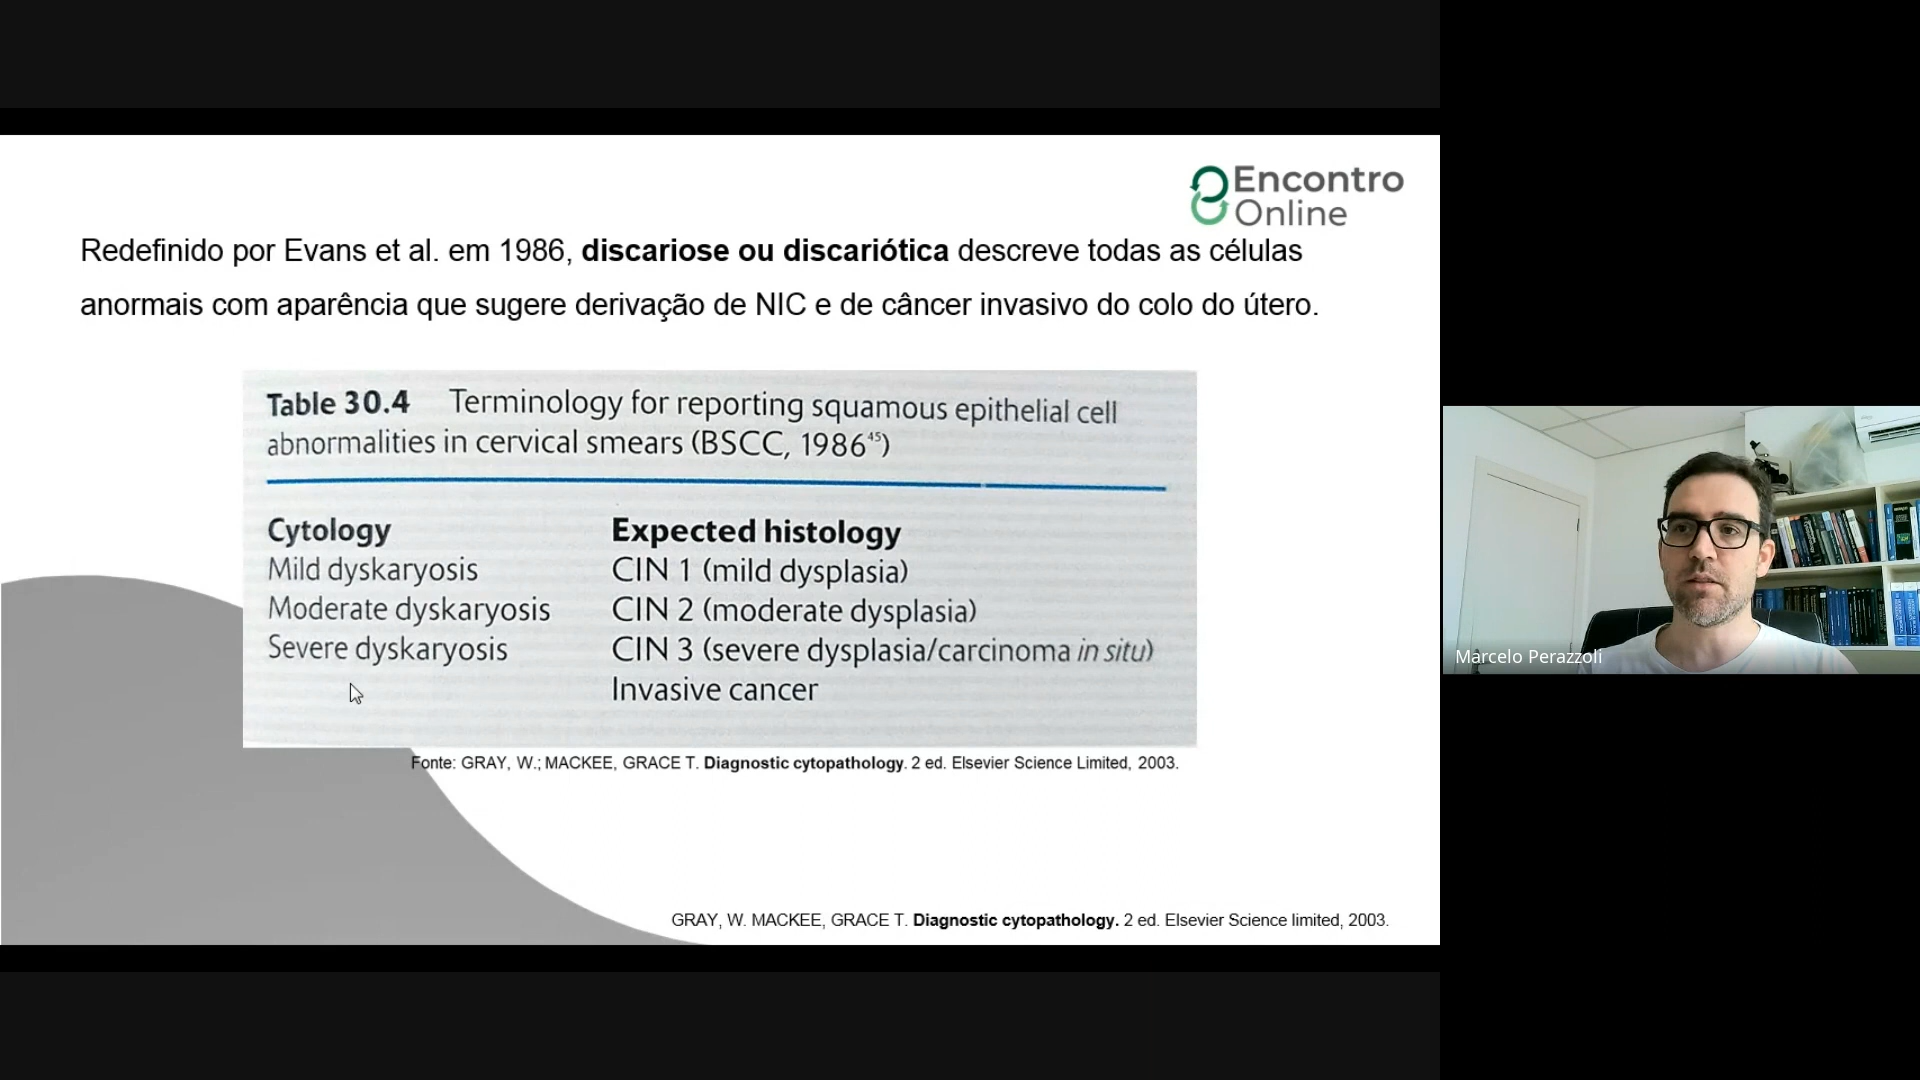 Encontro
Online
Redefinido por Evans et al. em 1986, discariose ou discariótica descreve todas as células
anormais com aparência que sugere derivação de NIC e de câncer invasivo do colo do útero.
Table 30.4 Terminology for reporting squamous epithelial cell
abnormalities in cervical smears (BSCC, 1986⁴⁵)
Cytology Expected histology
Mild dyskaryosis CIN 1 (mild dysplasia)
Moderate dyskaryosis CIN 2 (moderate dysplasia)
Severe dyskaryosis CIN 3 (severe dysplasia/carcinoma in situ)
Invasive cancer
Fonte: GRAY, W.; MACKEE, GRACE T. Diagnostic cytopathology. 2 ed. Elsevier Science Limited, 2003.
GRAY, W. MACKEE, GRACE T. Diagnostic cytopathology. 2 ed. Elsevier Science limited, 2003.
Marcelo Perazzoli